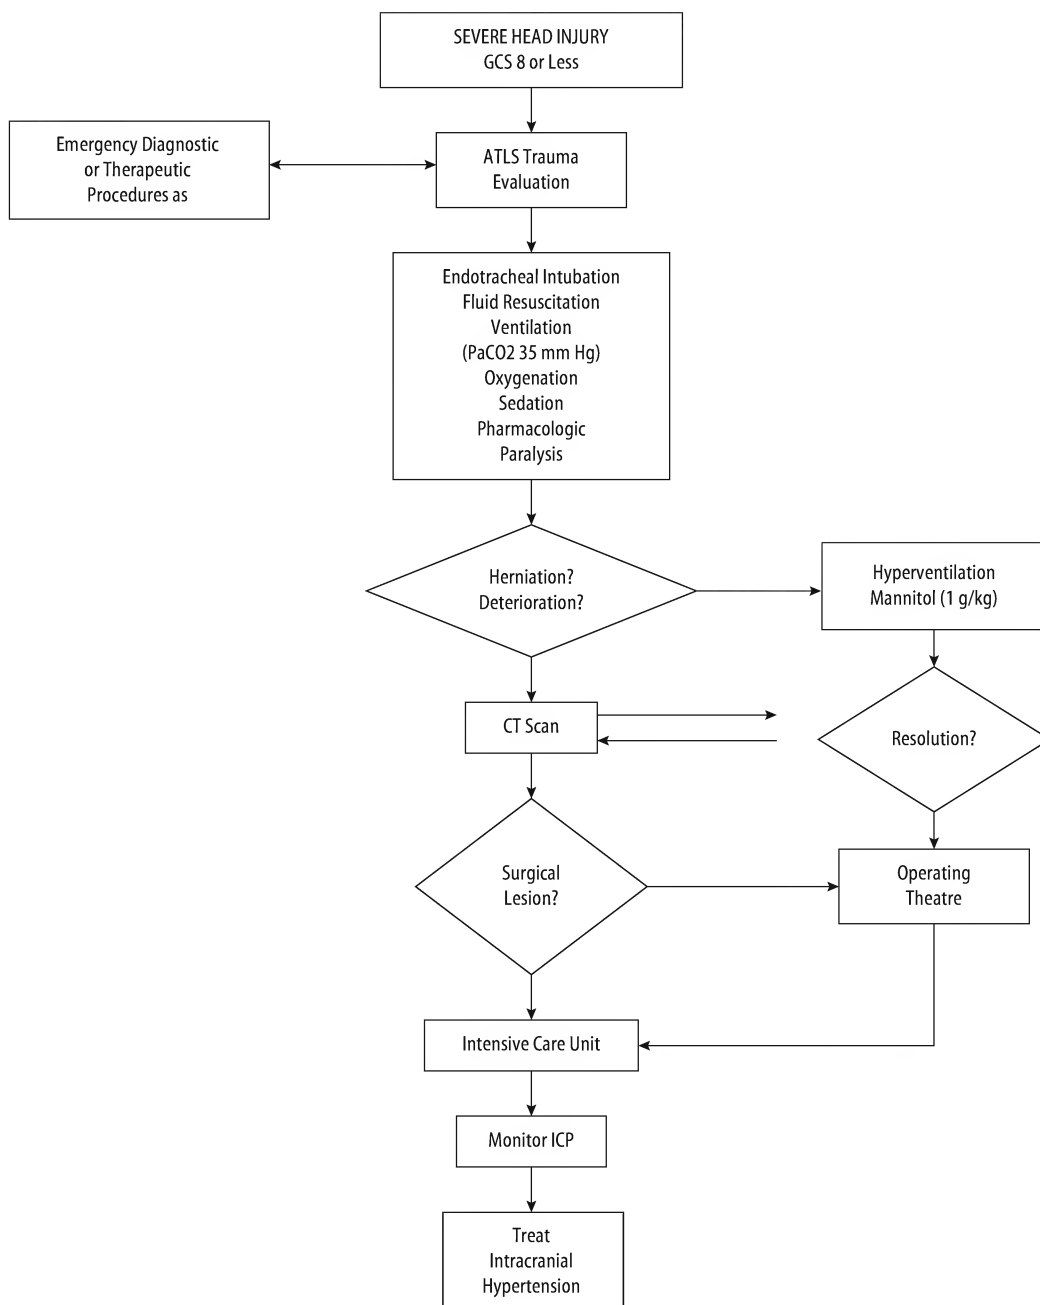 SEVERE HEAD INJURY
GCS 8 or Less
Emergency Diagnostic
or Therapeutic
Procedures as
ATLS Trauma
Evaluation
Endotracheal Intubation
Fluid Resuscitation
Ventilation
(PaCO2 35 mm Hg)
Oxygenation
Sedation
Pharmacologic
Paralysis
Herniation?
Deterioration?
Hyperventilation
Mannitol (1 g/kg)
CT Scan
Resolution?
Surgical
Lesion?
Operating
Theatre
Intensive Care Unit
Monitor ICP
Treat
Intracranial
Hypertension